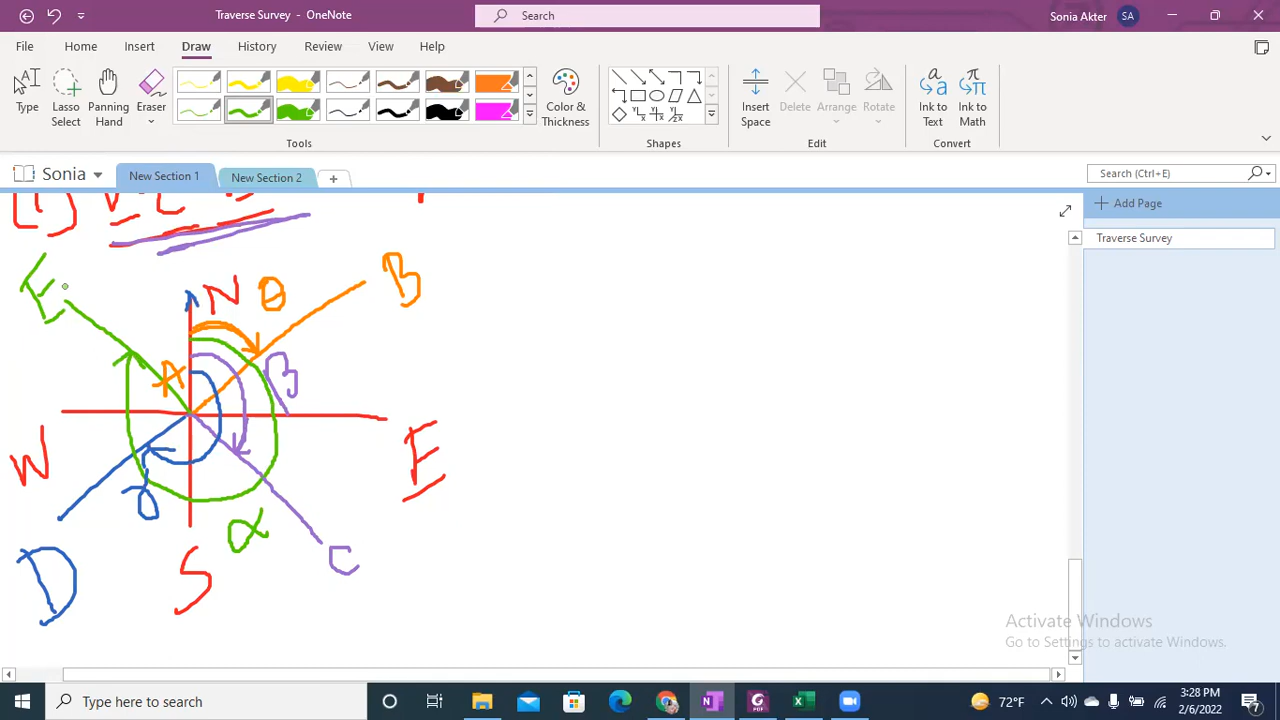 Traverse Survey - OneNote
Search
Sonia Akter
SA
File
Home
Insert
Draw
History
Review
View
Help
Type
Lasso Select
Panning Hand
Eraser
Color & Thickness
Insert Space
Delete
Arrange
Rotate
Ink to Text
Ink to Math
Tools
Shapes
Edit
Convert
Sonia
New Section 1
New Section 2
Search (Ctrl+E)
Add Page
Traverse Survey
E
N
θ
B
A
β
W
E
γ
α
C
D
S
Activate Windows
Go to Settings to activate Windows.
Type here to search
72°F
3:28 PM
2/6/2022
7